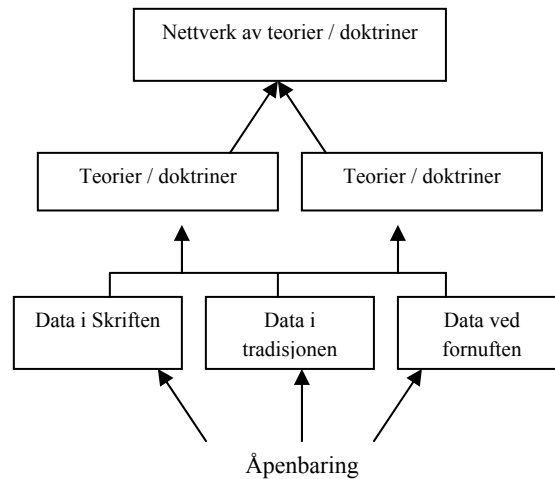 Nettverk av teorier / doktriner
Teorier / doktriner
Teorier / doktriner
Data i Skriften
Data i
tradisjonen
Data ved
fornuften
Åpenbaring